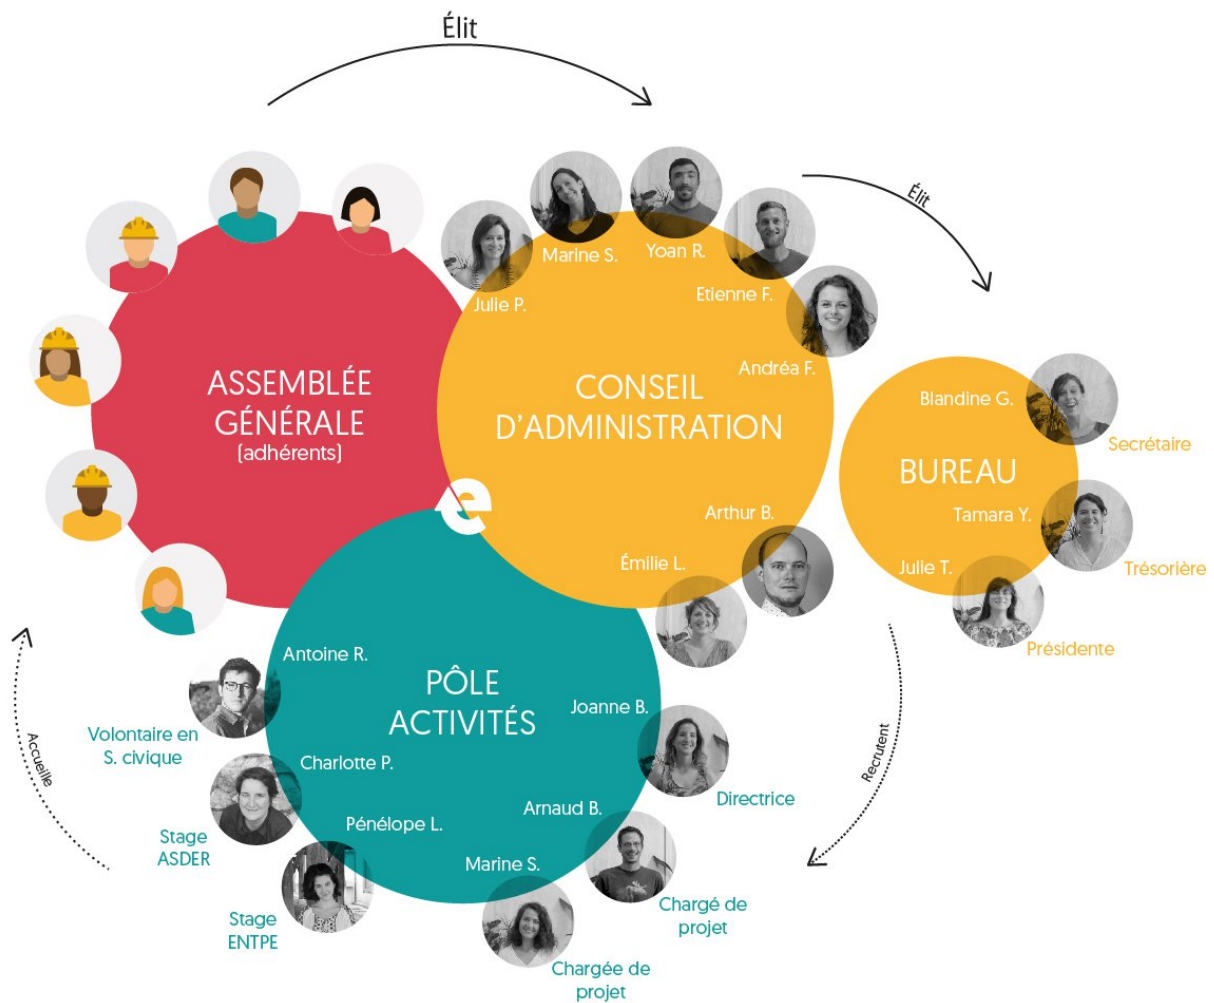 Élit
Élit
Marine S.
Yoan R.
Julie P.
Etienne F.
Andréa F.
ASSEMBLÉE
GÉNÉRALE
(adhérents)
CONSEIL
D'ADMINISTRATION
Arthur B.
Émilie L.
Blandine G.
Secrétaire
BUREAU
Tamara Y.
Trésorière
Julie T.
Présidente
e
Antoine R.
Volontaire en
S. civique
PÔLE
ACTIVITÉS
Joanne B.
Directrice
Charlotte P.
Stage
ASDER
Arnaud B.
Chargé de
projet
Pénélope L.
Stage
ENTPE
Marine S.
Chargée de
projet
Accueille
Recrutent